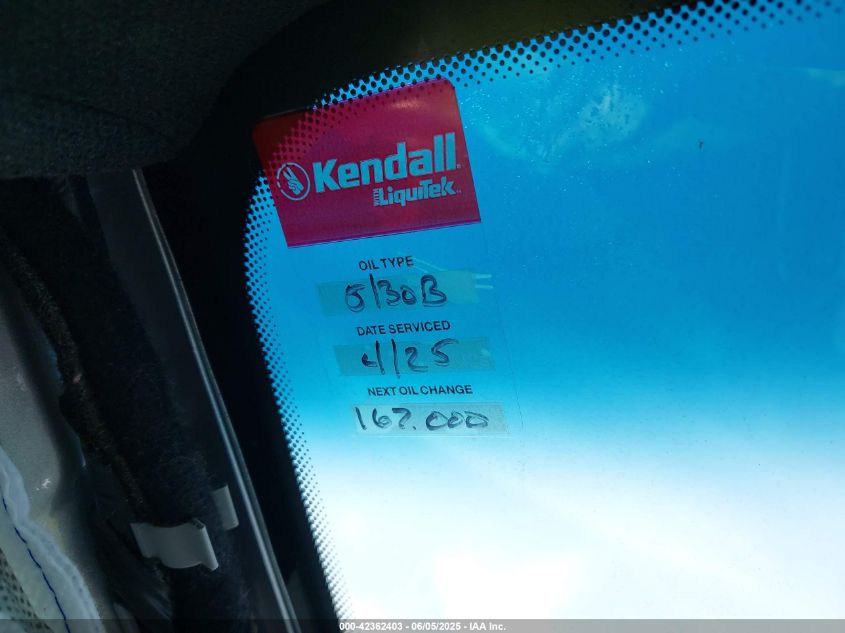 Kendall
WITH LiquiTek
OIL TYPE
5/30B
DATE SERVICED
4/25
NEXT OIL CHANGE
167.000
000-42362403 - 06/05/2025 - IAA Inc.